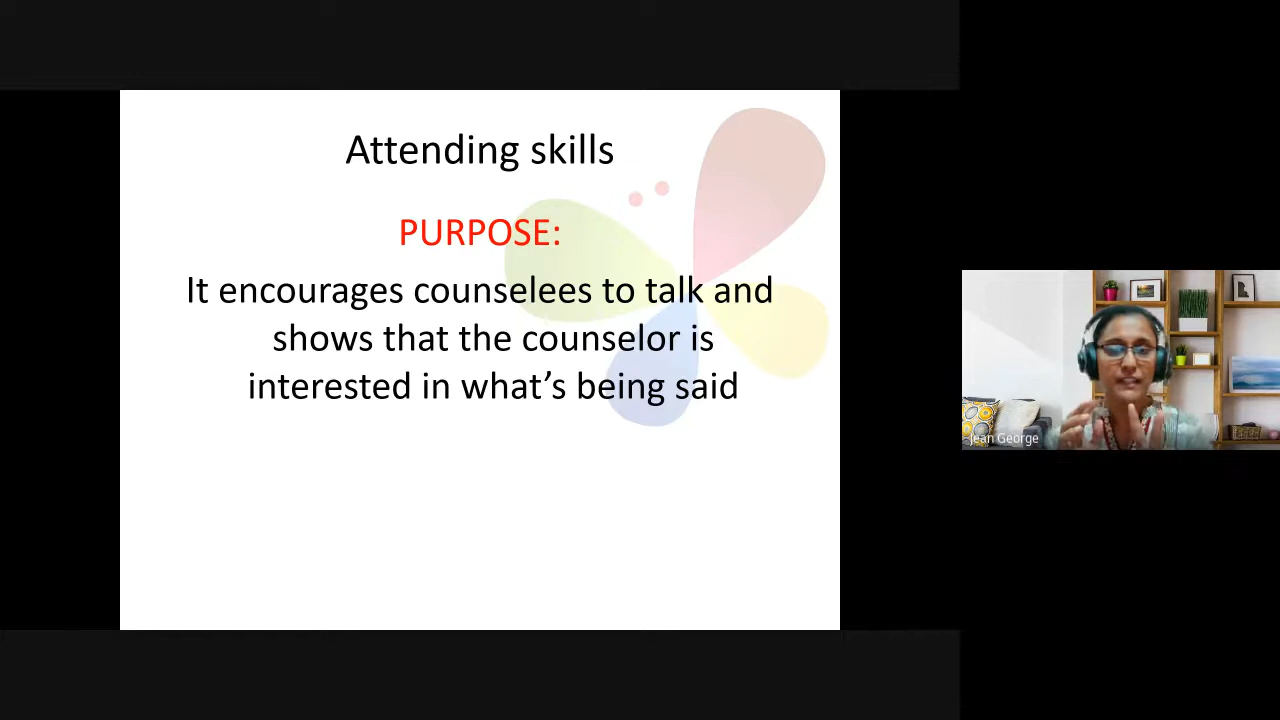 Attending skills
PURPOSE:
It encourages counselees to talk and
shows that the counselor is
interested in what’s being said
Jean George